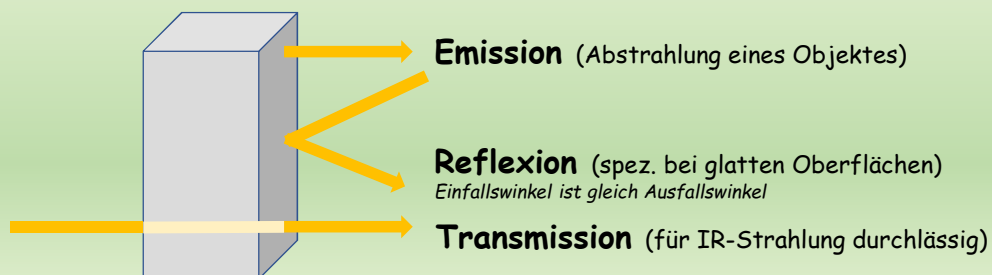 Emission (Abstrahlung eines Objektes)
Reflexion (spez. bei glatten Oberflächen)
Einfallswinkel ist gleich Ausfallswinkel
Transmission (für IR-Strahlung durchlässig)